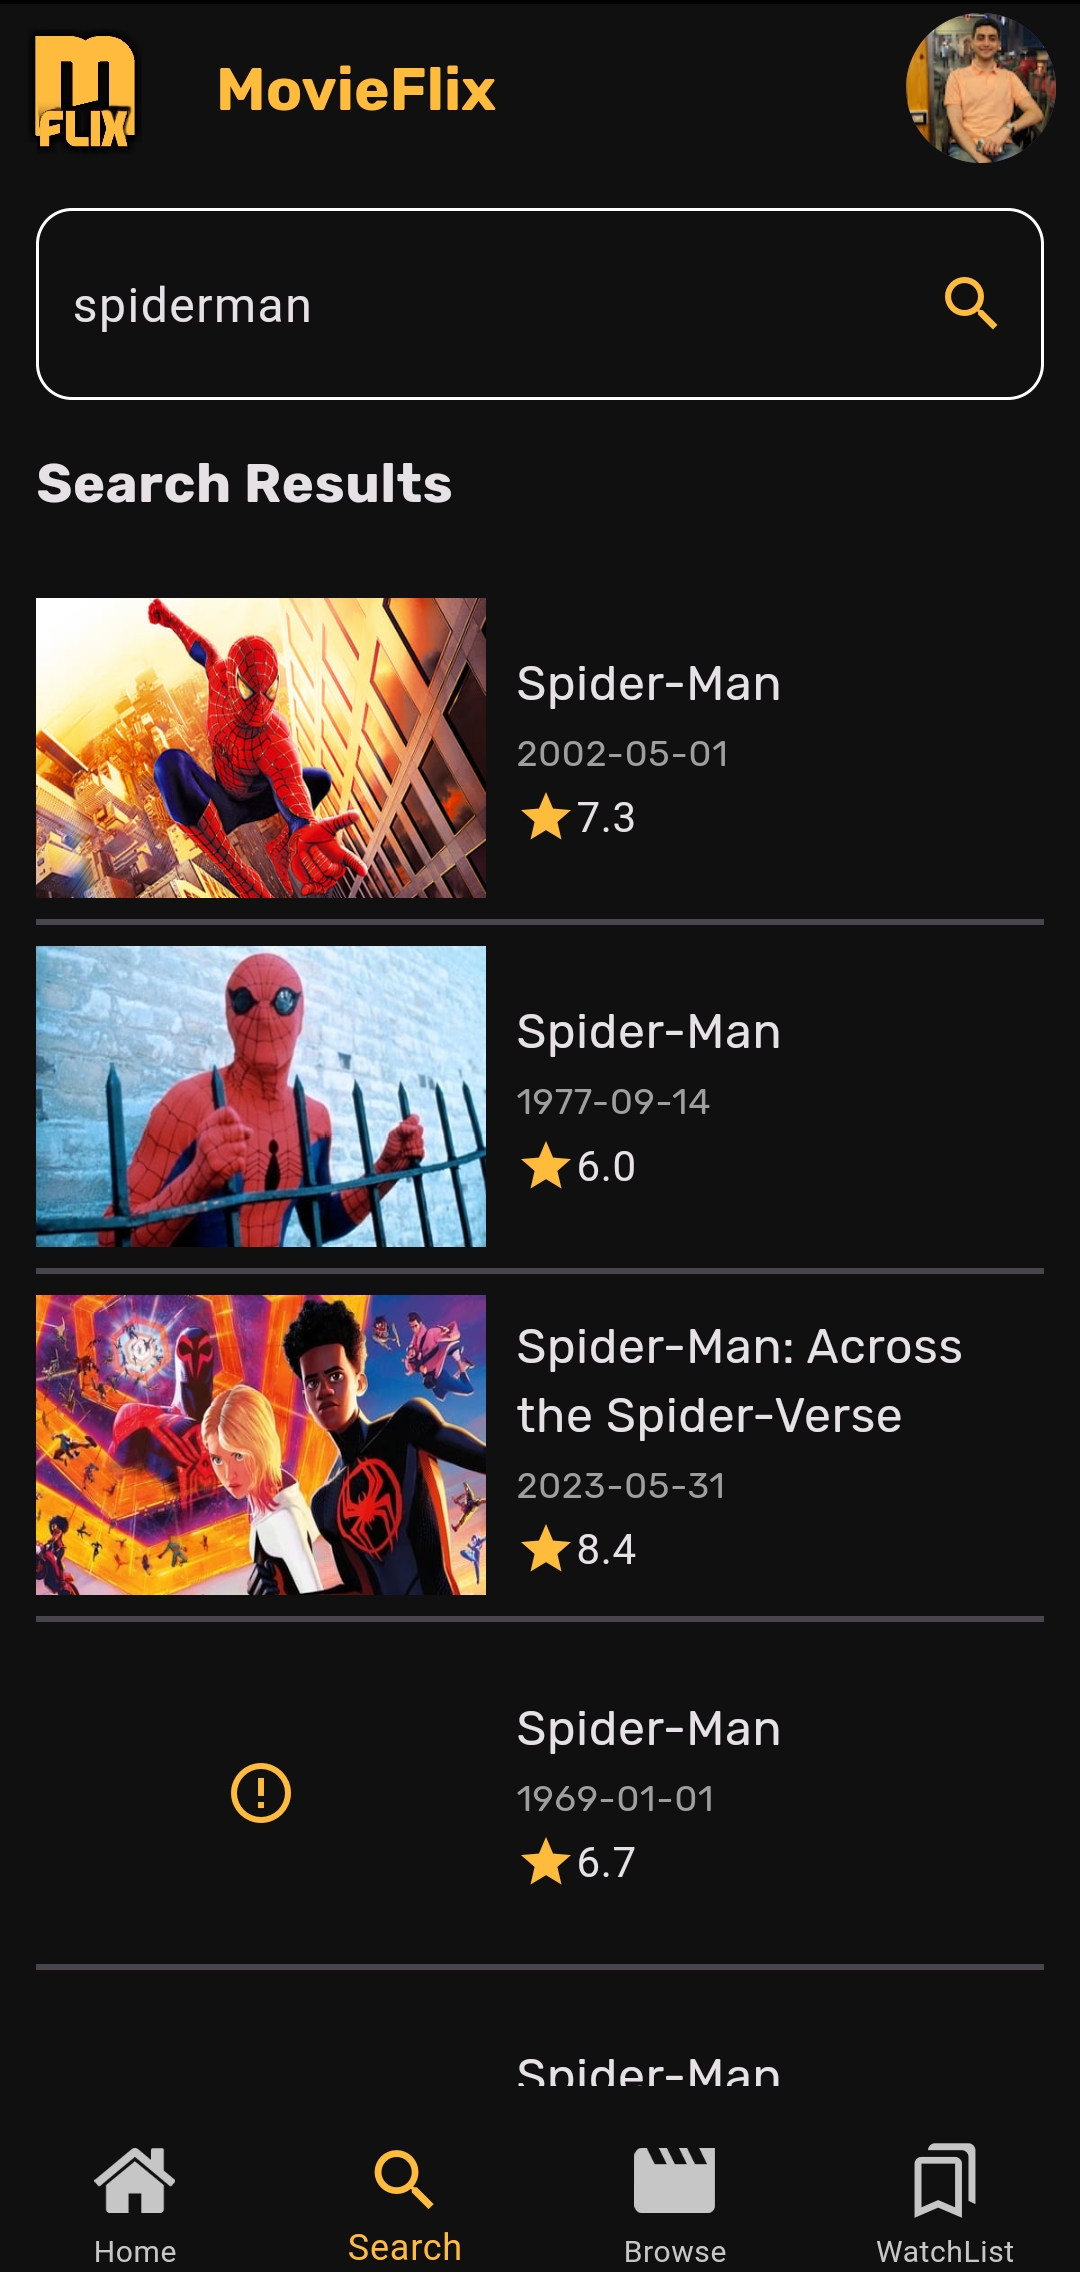 m
FLIX
MovieFlix
spiderman
Search Results
Spider-Man
2002-05-01
7.3
Spider-Man
1977-09-14
6.0
Spider-Man: Across
the Spider-Verse
2023-05-31
8.4
Spider-Man
1969-01-01
6.7
Spider-Man
Home
Search
Browse
WatchList